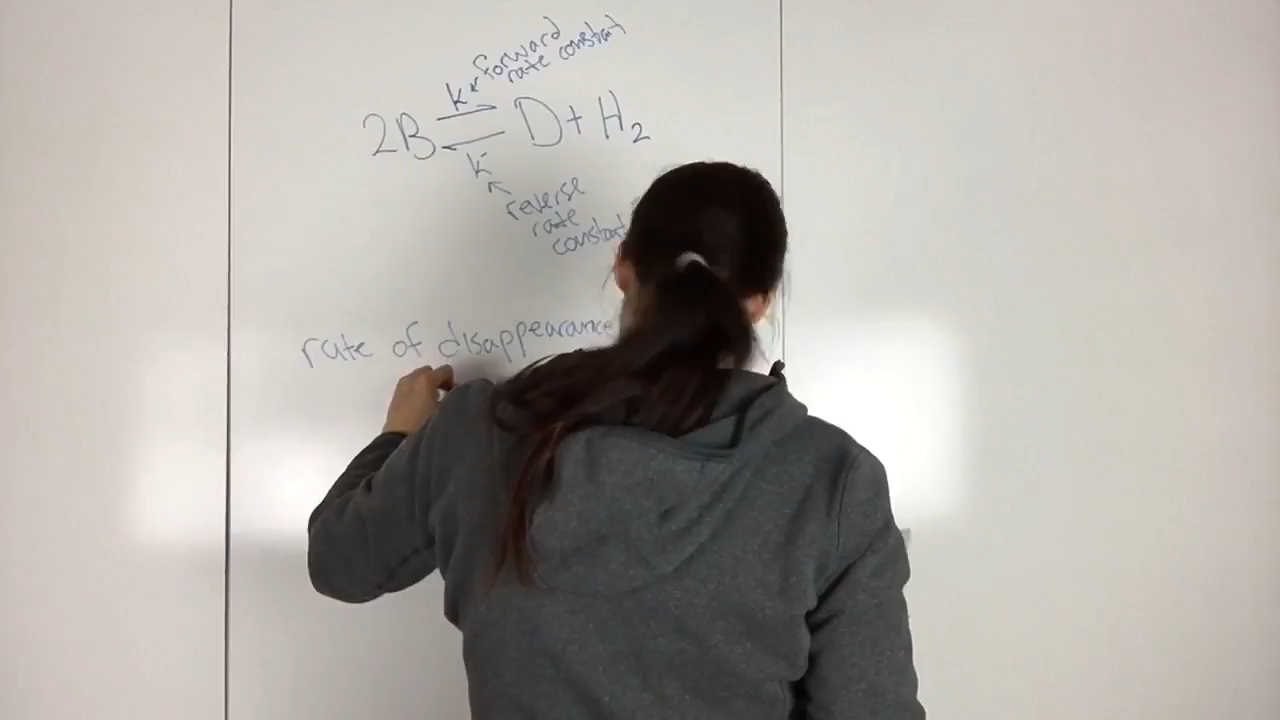 forward
rate constant
k
2B ⇌ D + H₂
k⁻
reverse
rate
constant
rate of disappearance